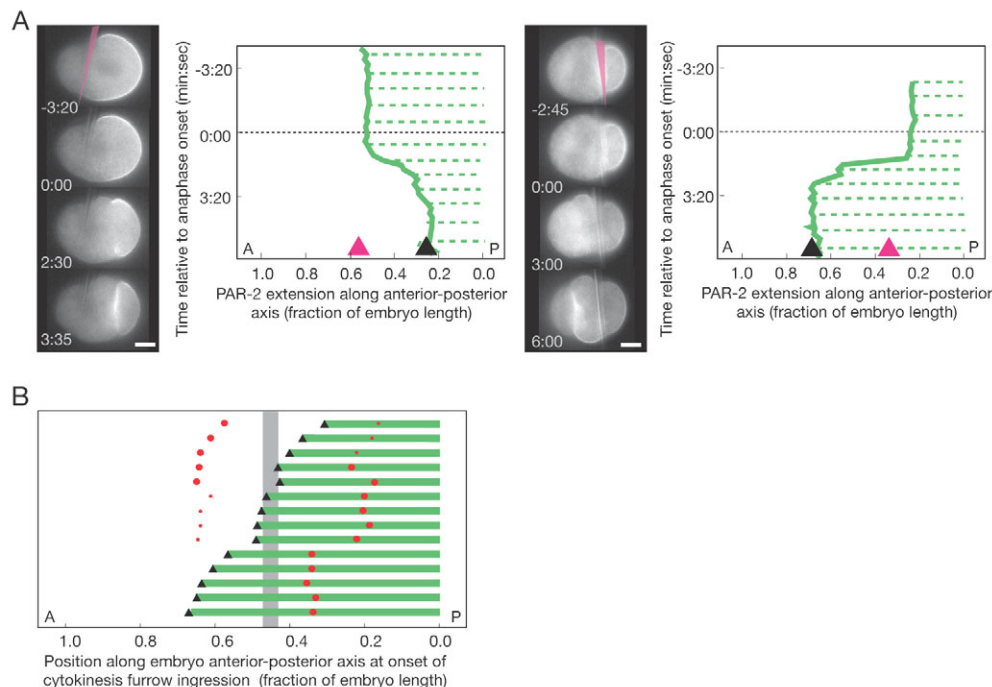 A
-3:20
0:00
2:30
3:35
Time relative to anaphase onset (min:sec)
-3:20
0:00
3:20
A
P
1.0 0.8 0.6 0.4 0.2 0.0
PAR-2 extension along anterior-posterior
axis (fraction of embryo length)
-2:45
0:00
3:00
6:00
Time relative to anaphase onset (min:sec)
-3:20
0:00
3:20
A
P
1.0 0.8 0.6 0.4 0.2 0.0
PAR-2 extension along anterior-posterior
axis (fraction of embryo length)
B
A
P
1.0 0.8 0.6 0.4 0.2 0.0
Position along embryo anterior-posterior axis at onset of
cytokinesis furrow ingression (fraction of embryo length)